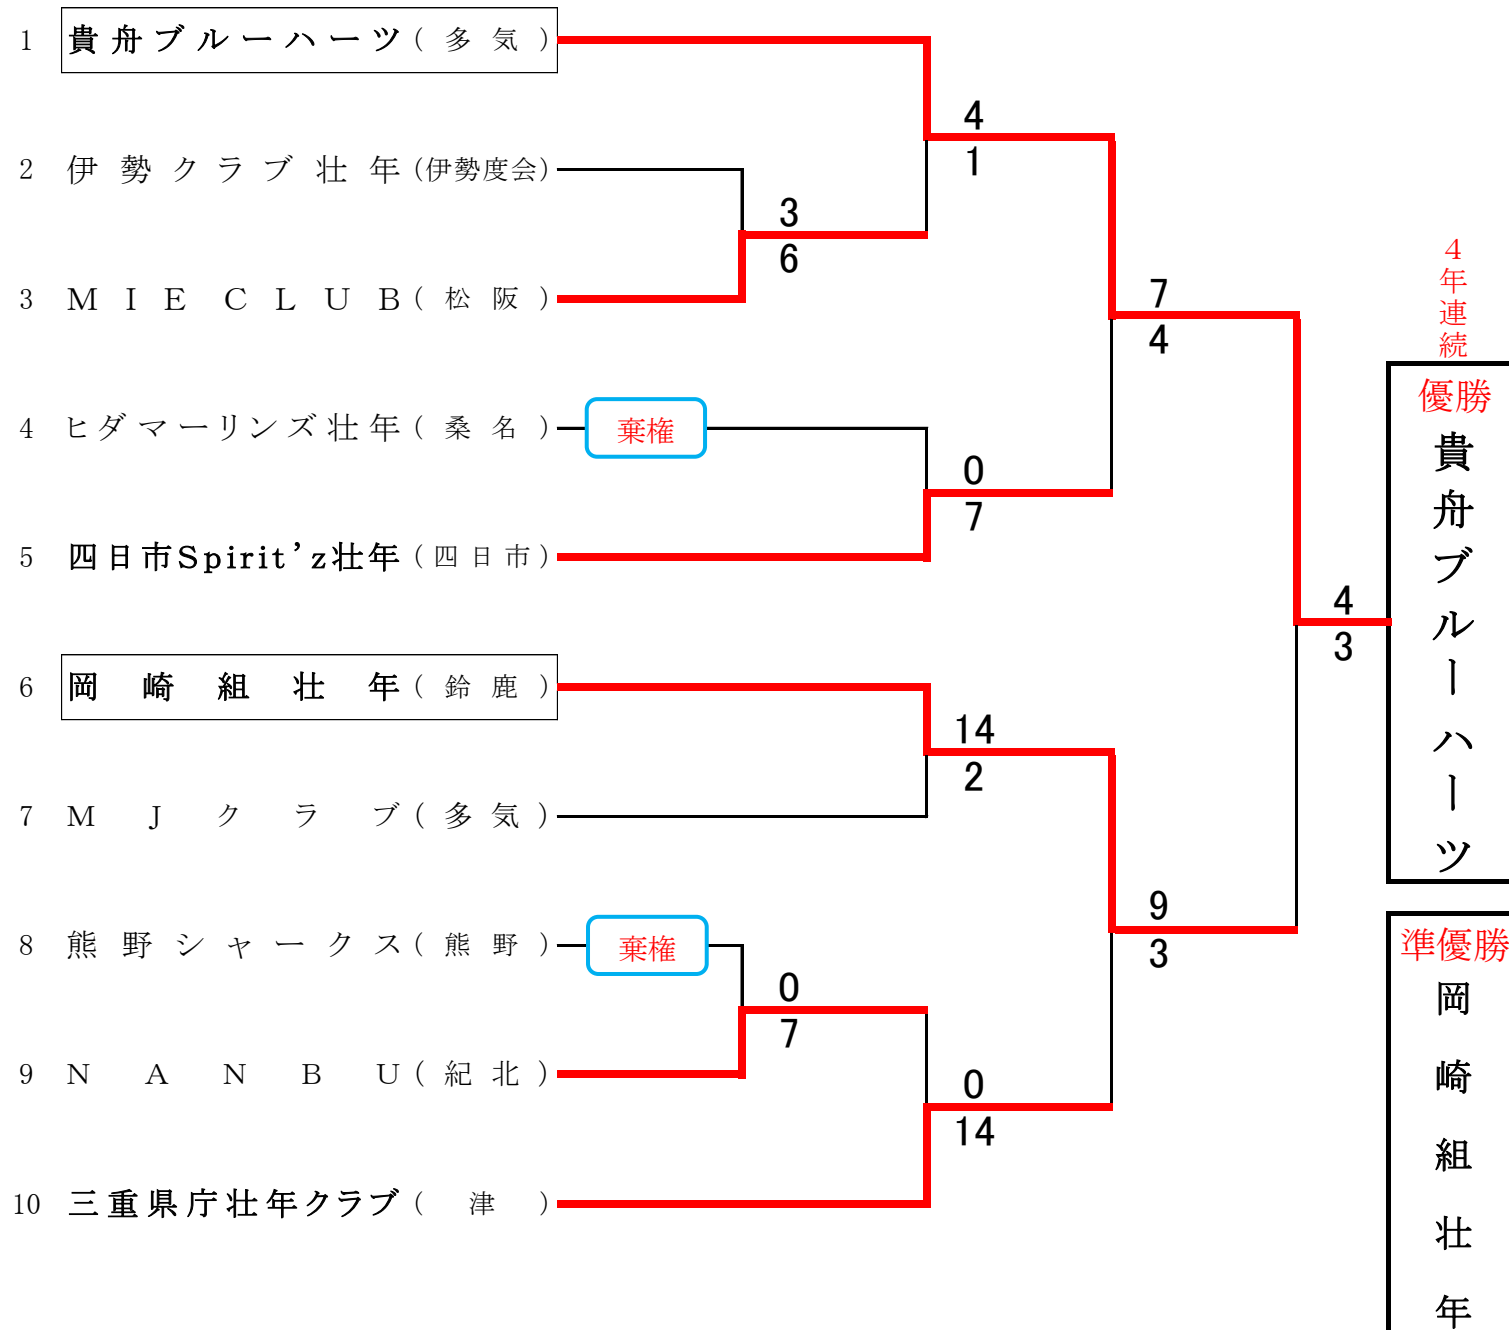 1 貴舟ブルーハーツ(多気)
2 伊勢クラブ壮年(伊勢度会)
3 MIE CLUB(松阪)
4 ヒダマーリンズ壮年(桑名)
棄権
5 四日市Spirit’z壮年(四日市)
6 岡崎組壮年(鈴鹿)
7 MJクラブ(多気)
8 熊野シャークス(熊野)
棄権
9 NANBU(紀北)
10 三重県庁壮年クラブ(津)
3
6
0
7
4
1
0
7
14
2
0
14
7
4
9
3
4
3
4年連続
優勝
貴舟ブルーハーツ
準優勝
岡崎組壮年